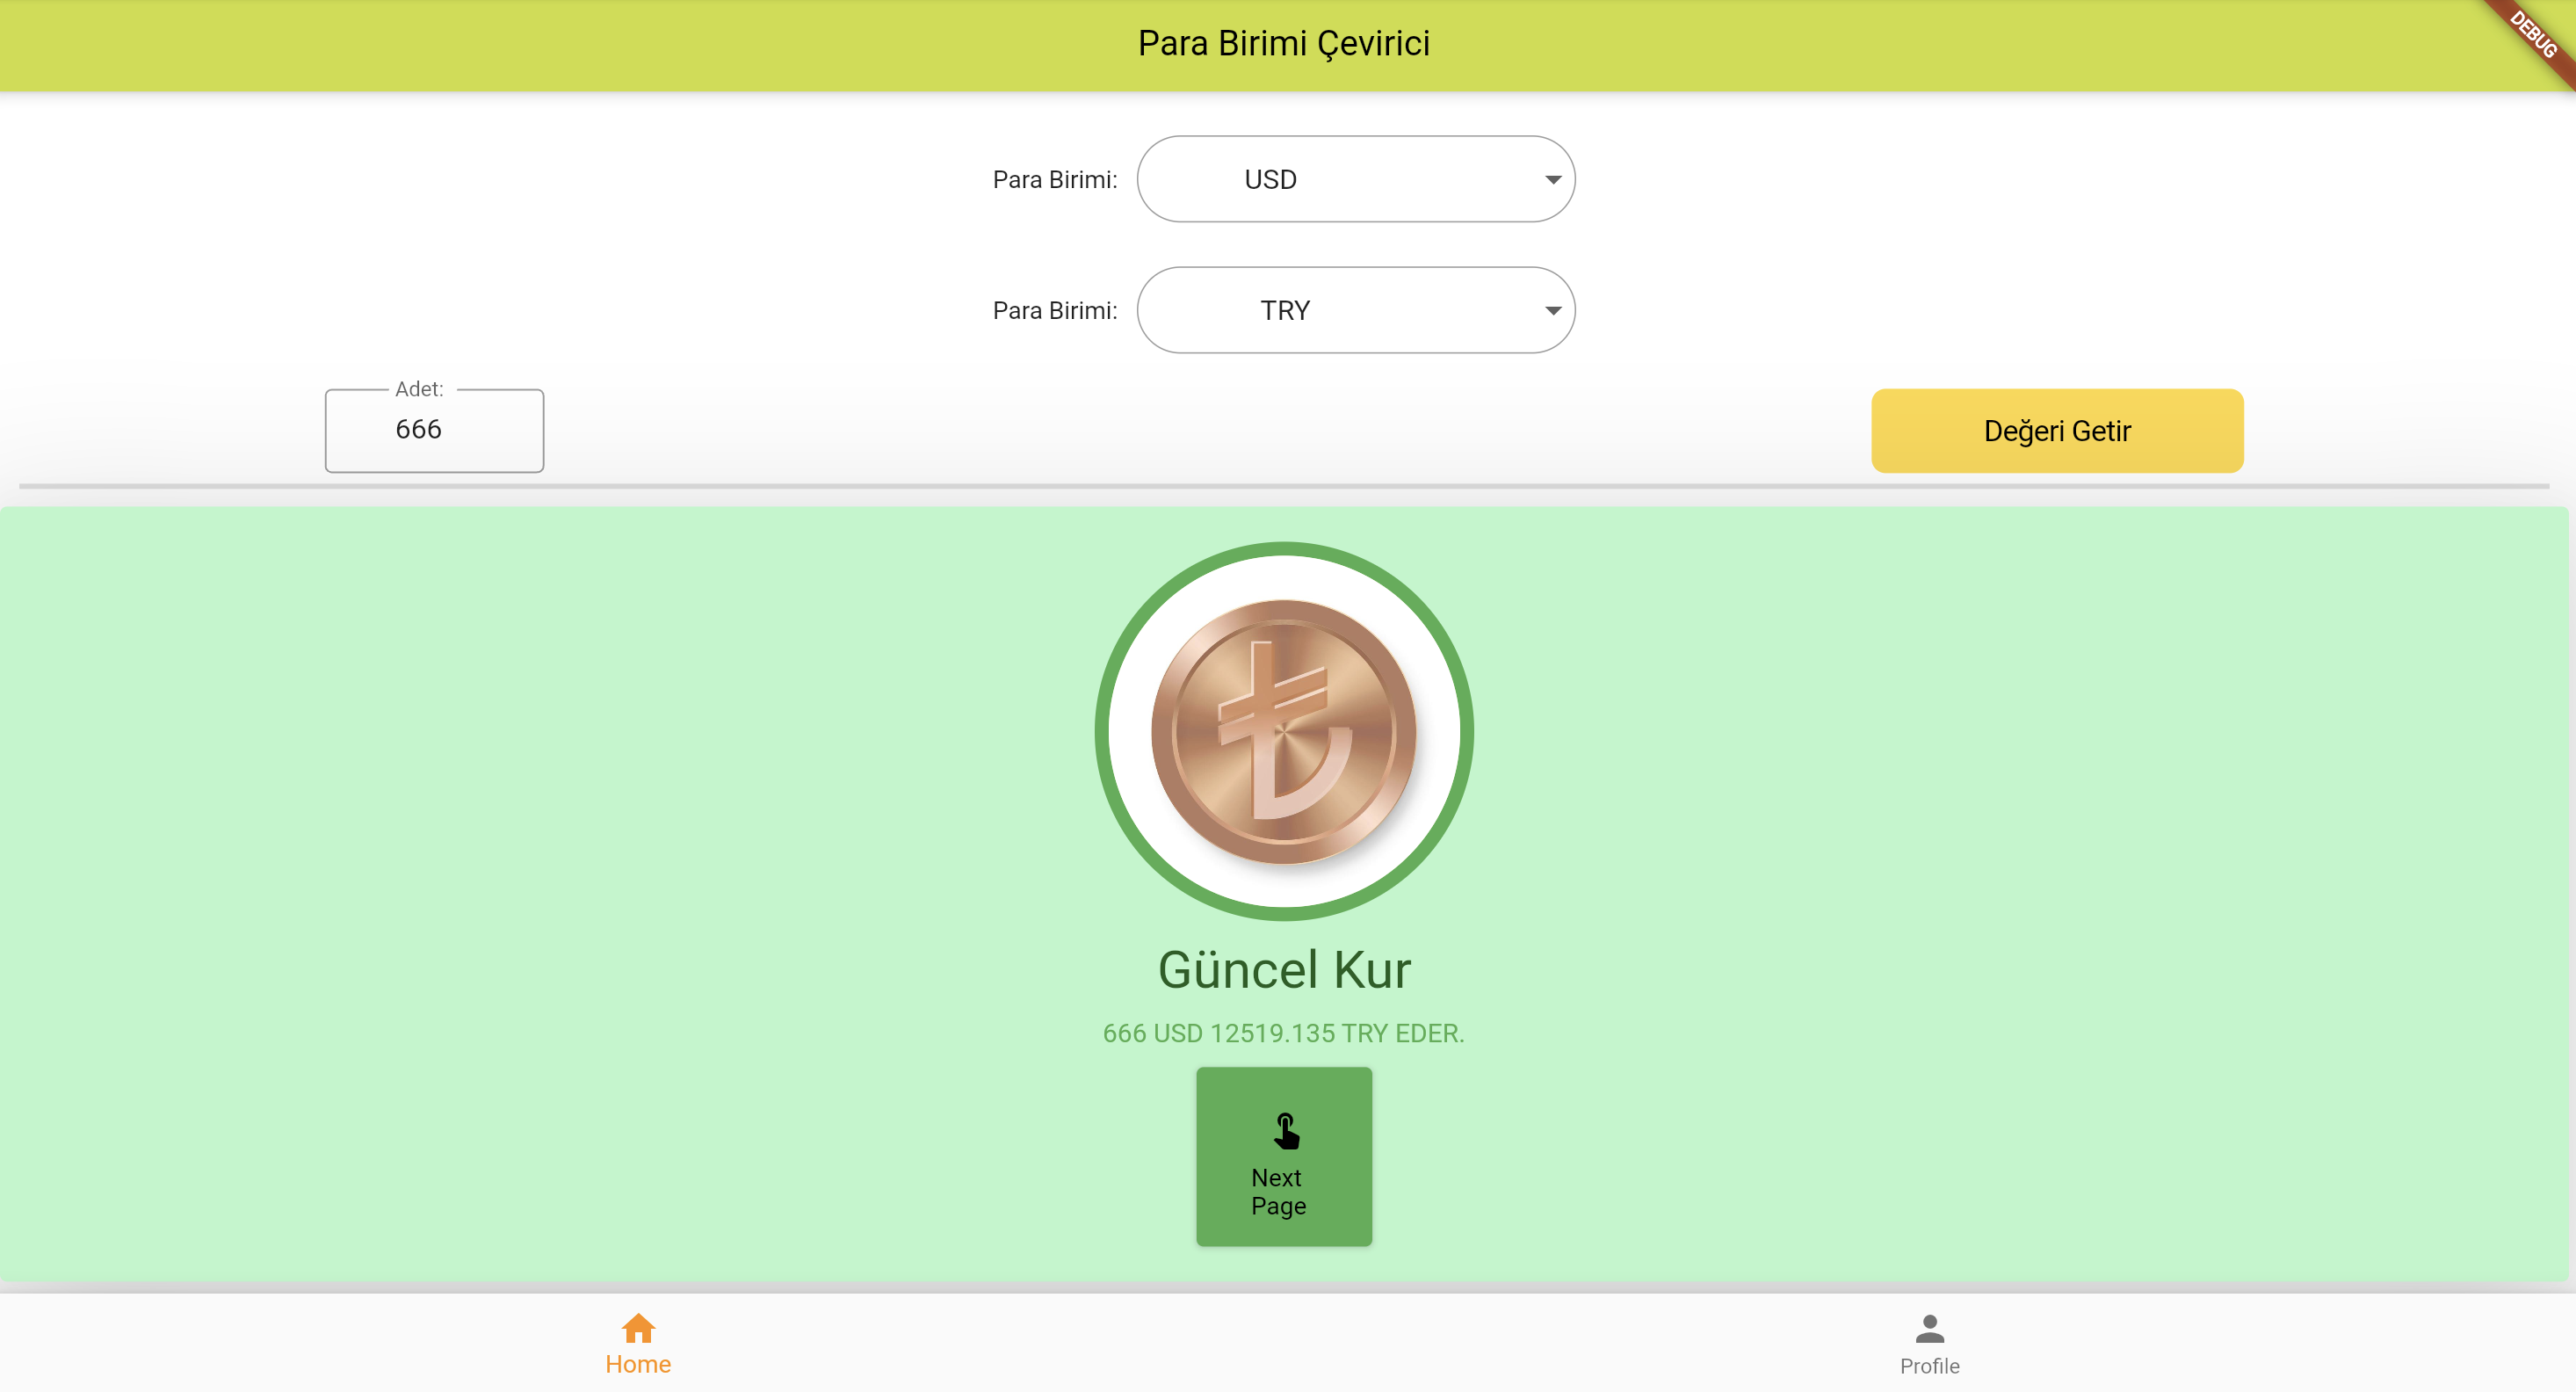 Para Birimi Çevirici
DEBUG
Para Birimi:
USD
Para Birimi:
TRY
Adet:
666
Değeri Getir
₺
Güncel Kur
666 USD 12519.135 TRY EDER.
Next
Page
Home
Profile